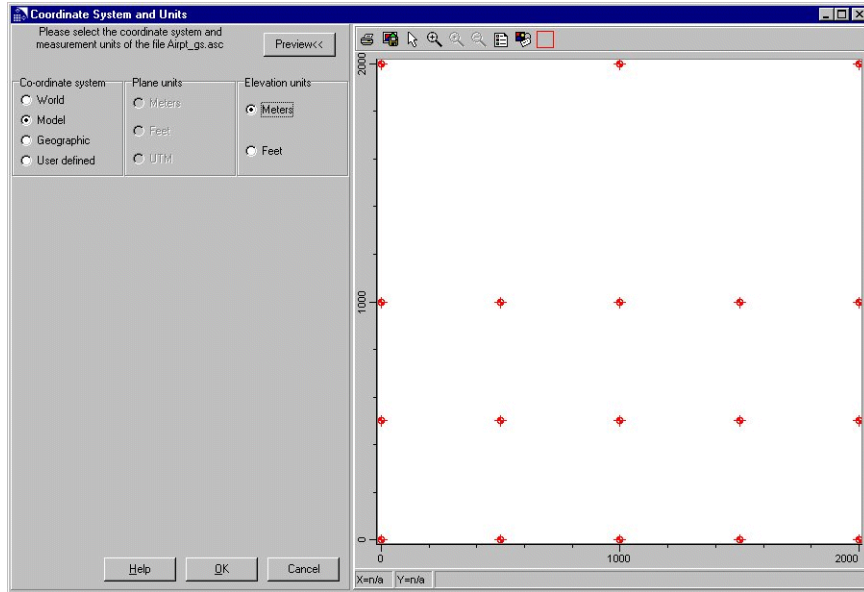 Coordinate System and Units
Please select the coordinate system and
measurement units of the file Airpt_gs.asc
Preview<<
Co-ordinate system
World
Model
Geographic
User defined
Plane units
Meters
Feet
UTM
Elevation units
Meters
Feet
Help
OK
Cancel
2000
1000
0
0
1000
2000
X=n/a
Y=n/a